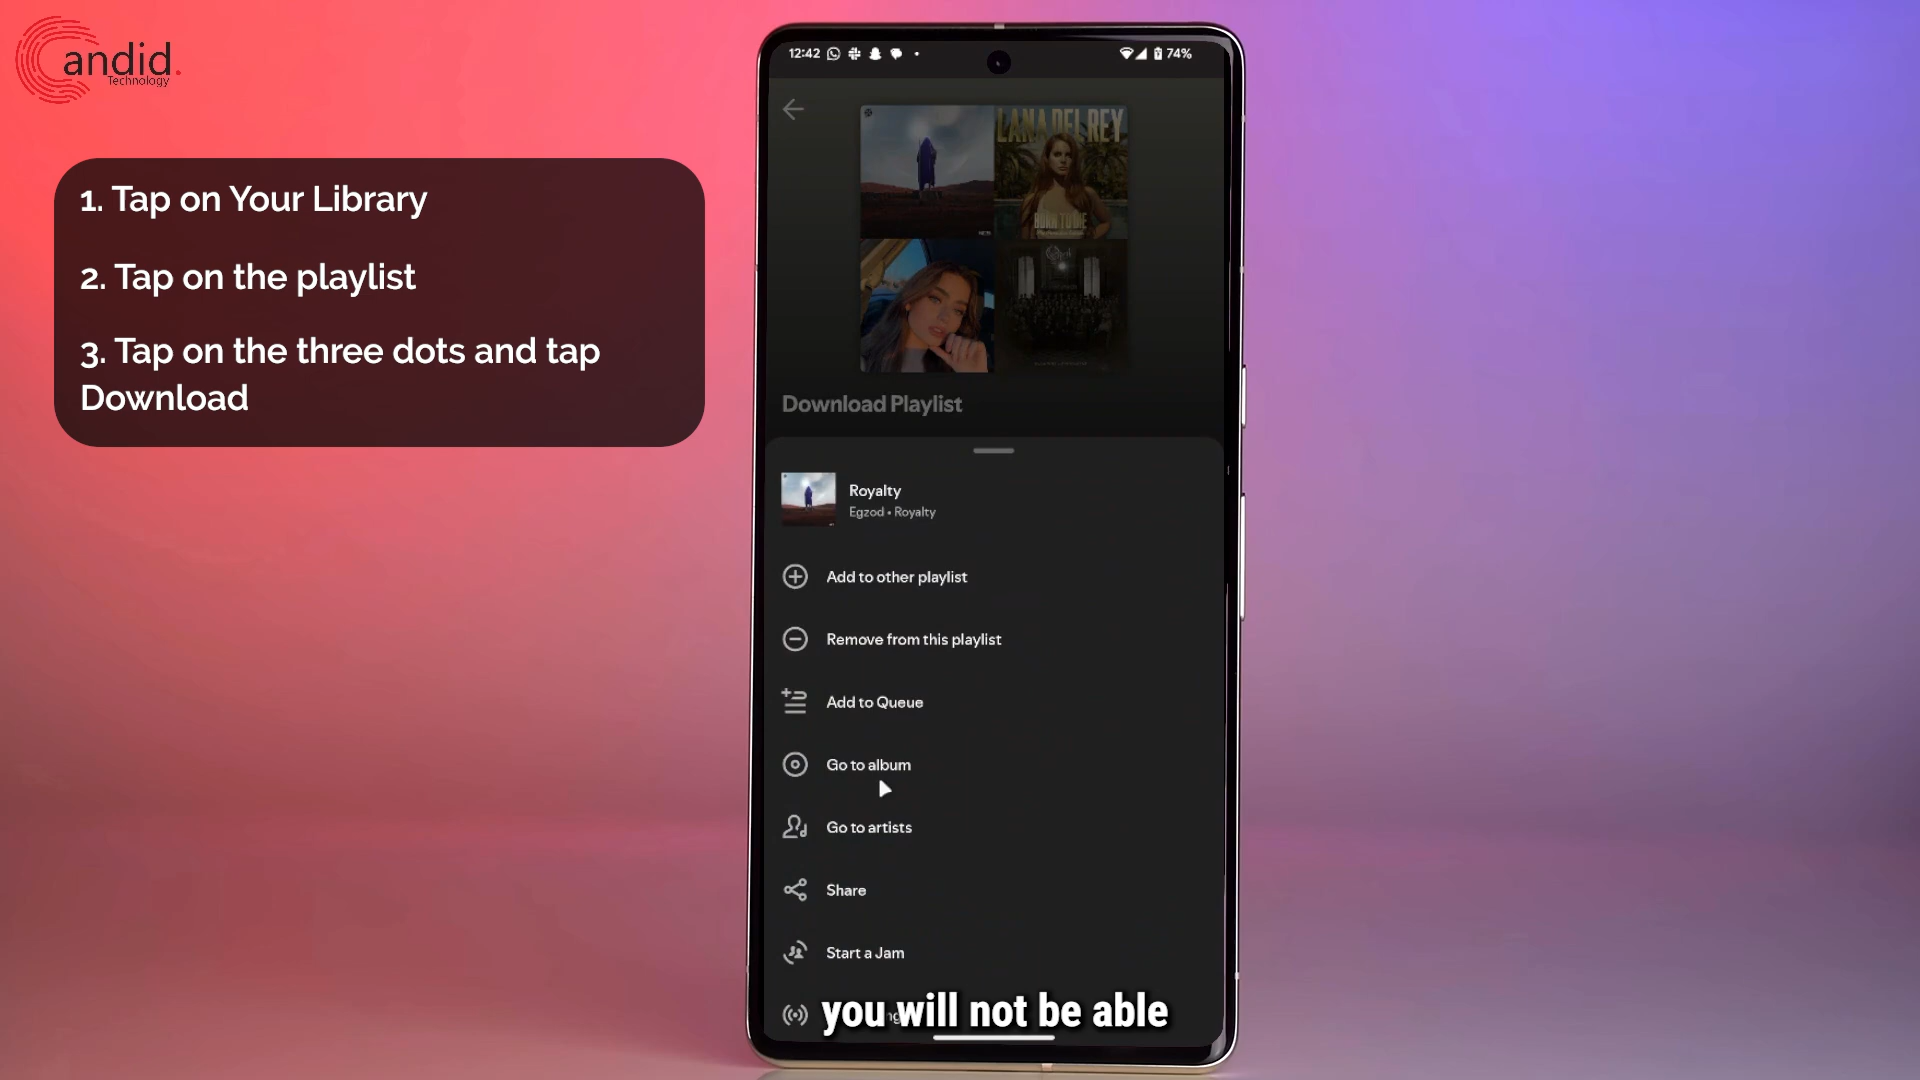 andid.
Technology
1. Tap on Your Library
2. Tap on the playlist
3. Tap on the three dots and tap
Download
12:42
74%
LANA DEL REY
BORN TO DIE
Download Playlist
Royalty
Egzod • Royalty
Add to other playlist
Remove from this playlist
Add to Queue
Go to album
Go to artists
Share
Start a Jam
you will not be able